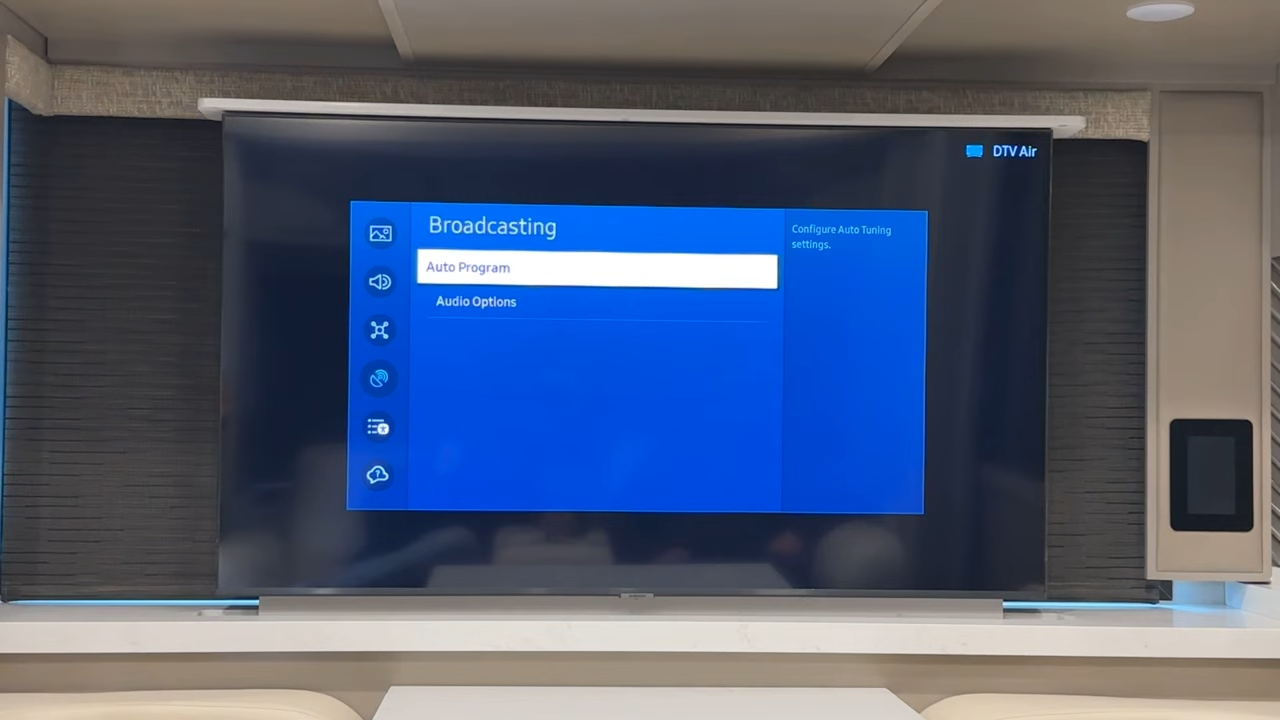 DTV Air
Broadcasting
Auto Program
Audio Options
Configure Auto Tuning
settings.